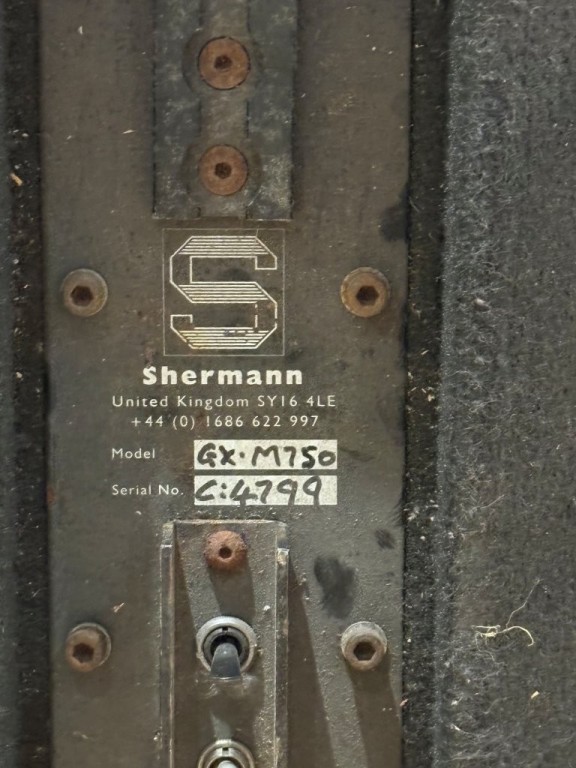 S
Shermann
United Kingdom SY16 4LE
+44 (0) 1686 622 997
Model GX·M750
Serial No. C:4799